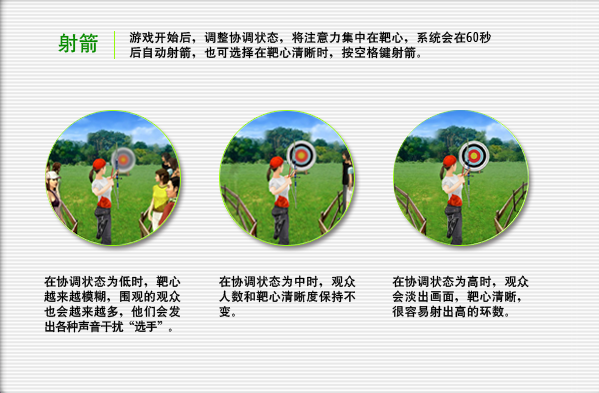 射箭
游戏开始后，调整协调状态，将注意力集中在靶心，系统会在60秒
后自动射箭，也可选择在靶心清晰时，按空格键射箭。
在协调状态为低时，靶心
越来越模糊，围观的观众
也会越来越多，他们会发
出各种声音干扰“选手”。
在协调状态为中时，观众
人数和靶心清晰度保持不
变。
在协调状态为高时，观众
会淡出画面，靶心清晰，
很容易射出高的环数。